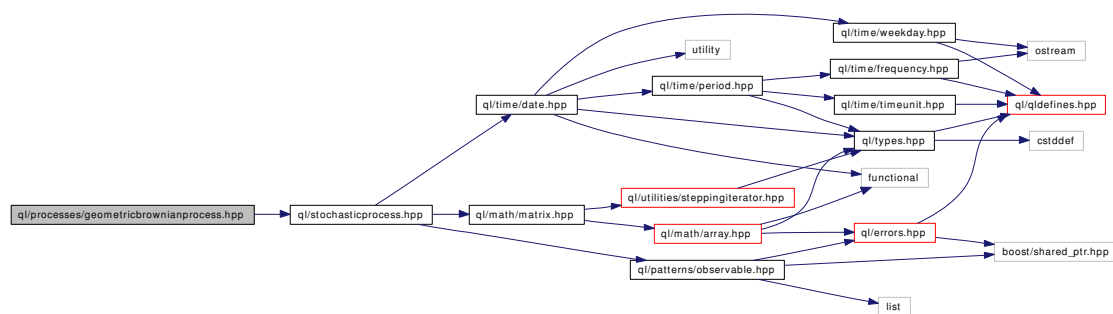 ql/time/weekday.hpp
ostream
utility
ql/time/frequency.hpp
ql/time/period.hpp
ql/time/date.hpp
ql/time/timeunit.hpp
ql/qldefines.hpp
ql/types.hpp
cstddef
functional
ql/utilities/steppingiterator.hpp
ql/processes/geometricbrownianprocess.hpp
ql/stochasticprocess.hpp
ql/math/matrix.hpp
ql/math/array.hpp
ql/errors.hpp
boost/shared_ptr.hpp
ql/patterns/observable.hpp
list